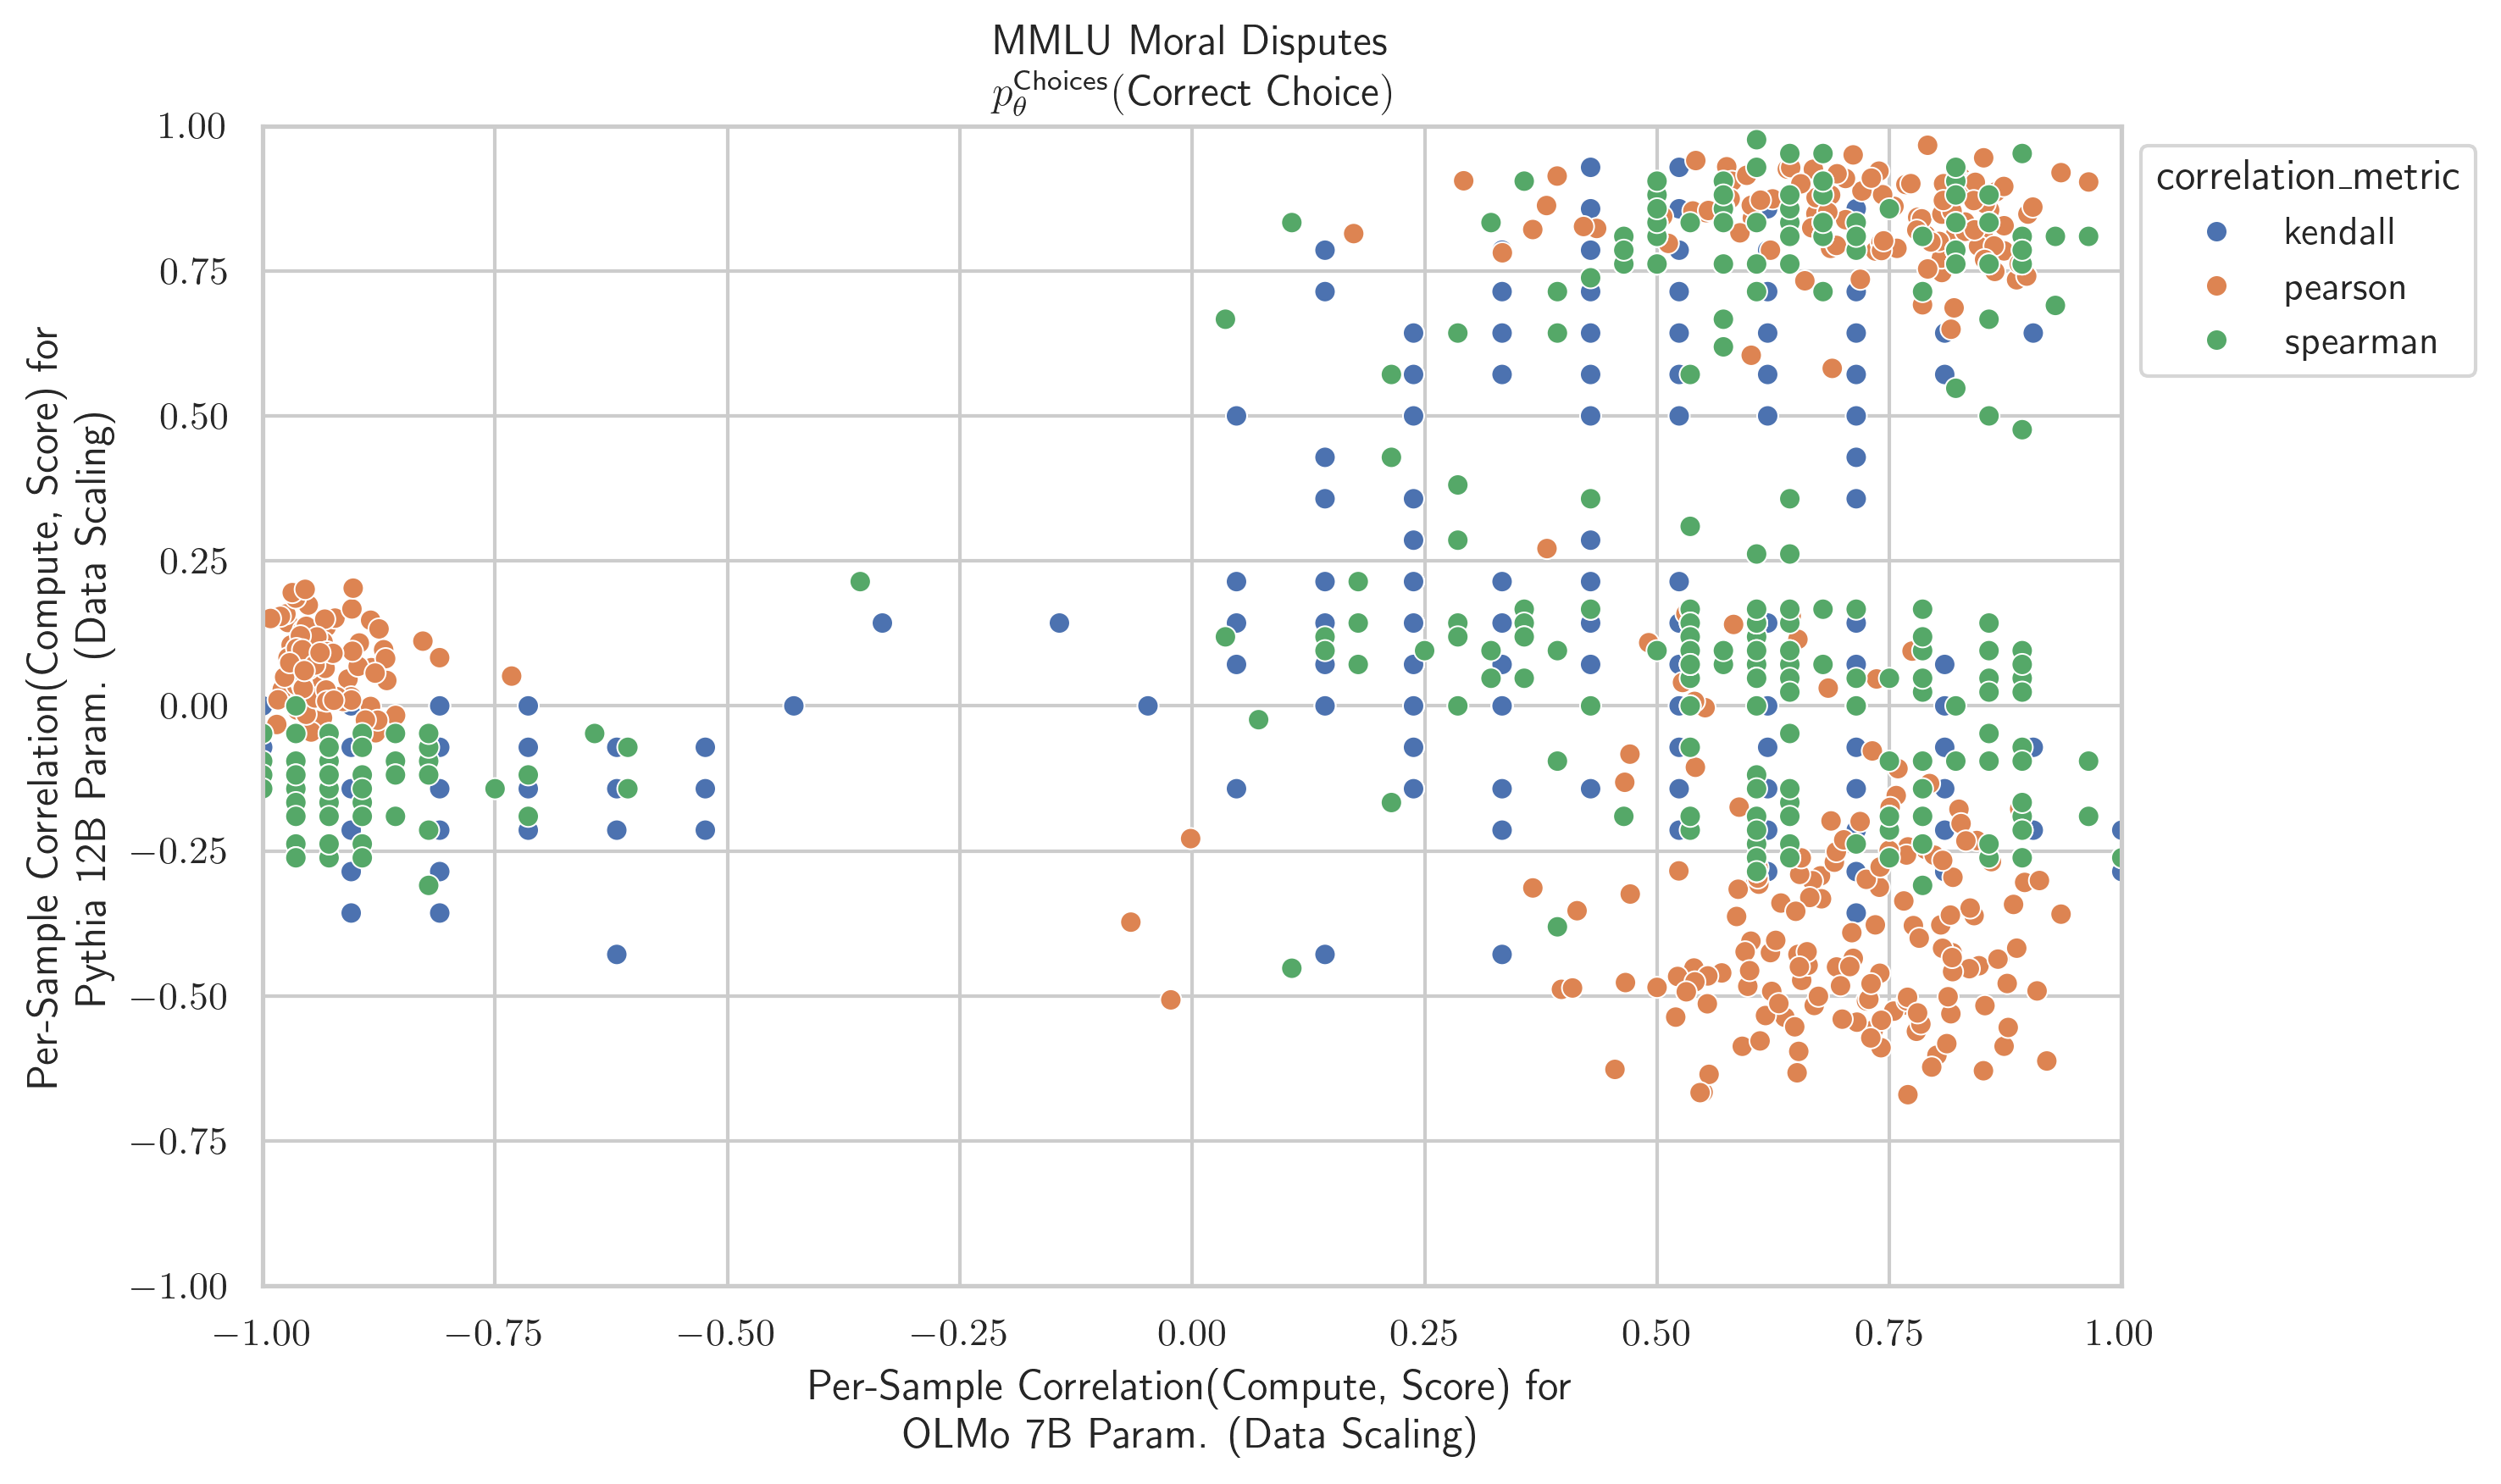 MMLU Moral Disputes
p_θ^Choices(Correct Choice)
1.00
0.75
0.50
0.25
0.00
−0.25
−0.50
−0.75
−1.00
Per-Sample Correlation(Compute, Score) for
Pythia 12B Param. (Data Scaling)
−1.00 −0.75 −0.50 −0.25 0.00 0.25 0.50 0.75 1.00
Per-Sample Correlation(Compute, Score) for
OLMo 7B Param. (Data Scaling)
correlation_metric
kendall
pearson
spearman